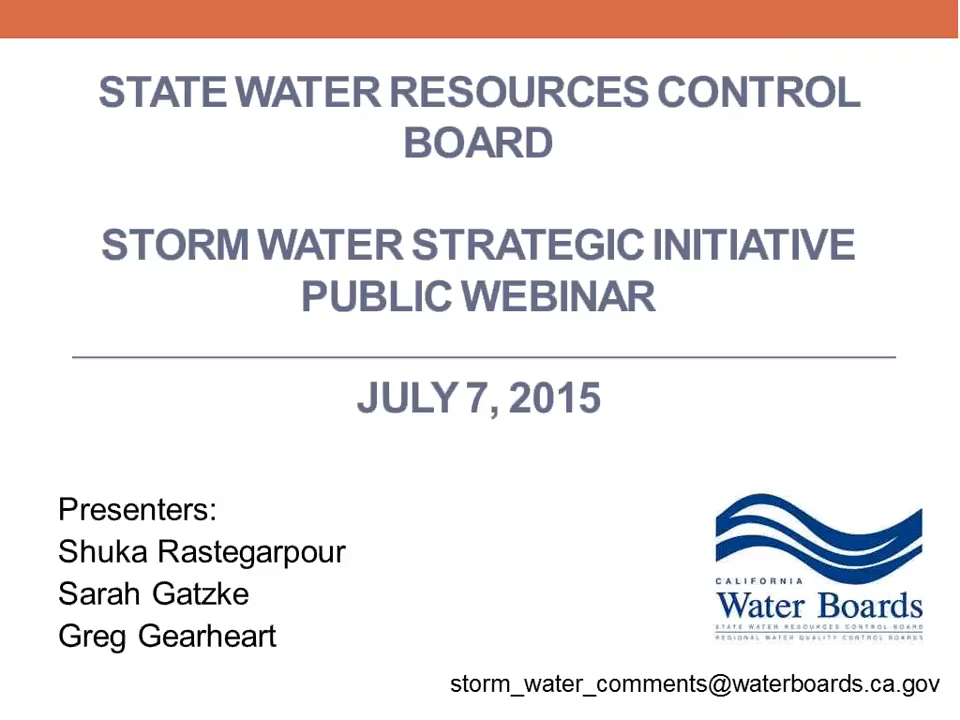 STATE WATER RESOURCES CONTROL
BOARD
STORM WATER STRATEGIC INITIATIVE
PUBLIC WEBINAR
JULY 7, 2015
Presenters:
Shuka Rastegarpour
Sarah Gatzke
Greg Gearheart
CALIFORNIA
Water Boards
STATE WATER RESOURCES CONTROL BOARD
REGIONAL WATER QUALITY CONTROL BOARDS
storm_water_comments@waterboards.ca.gov